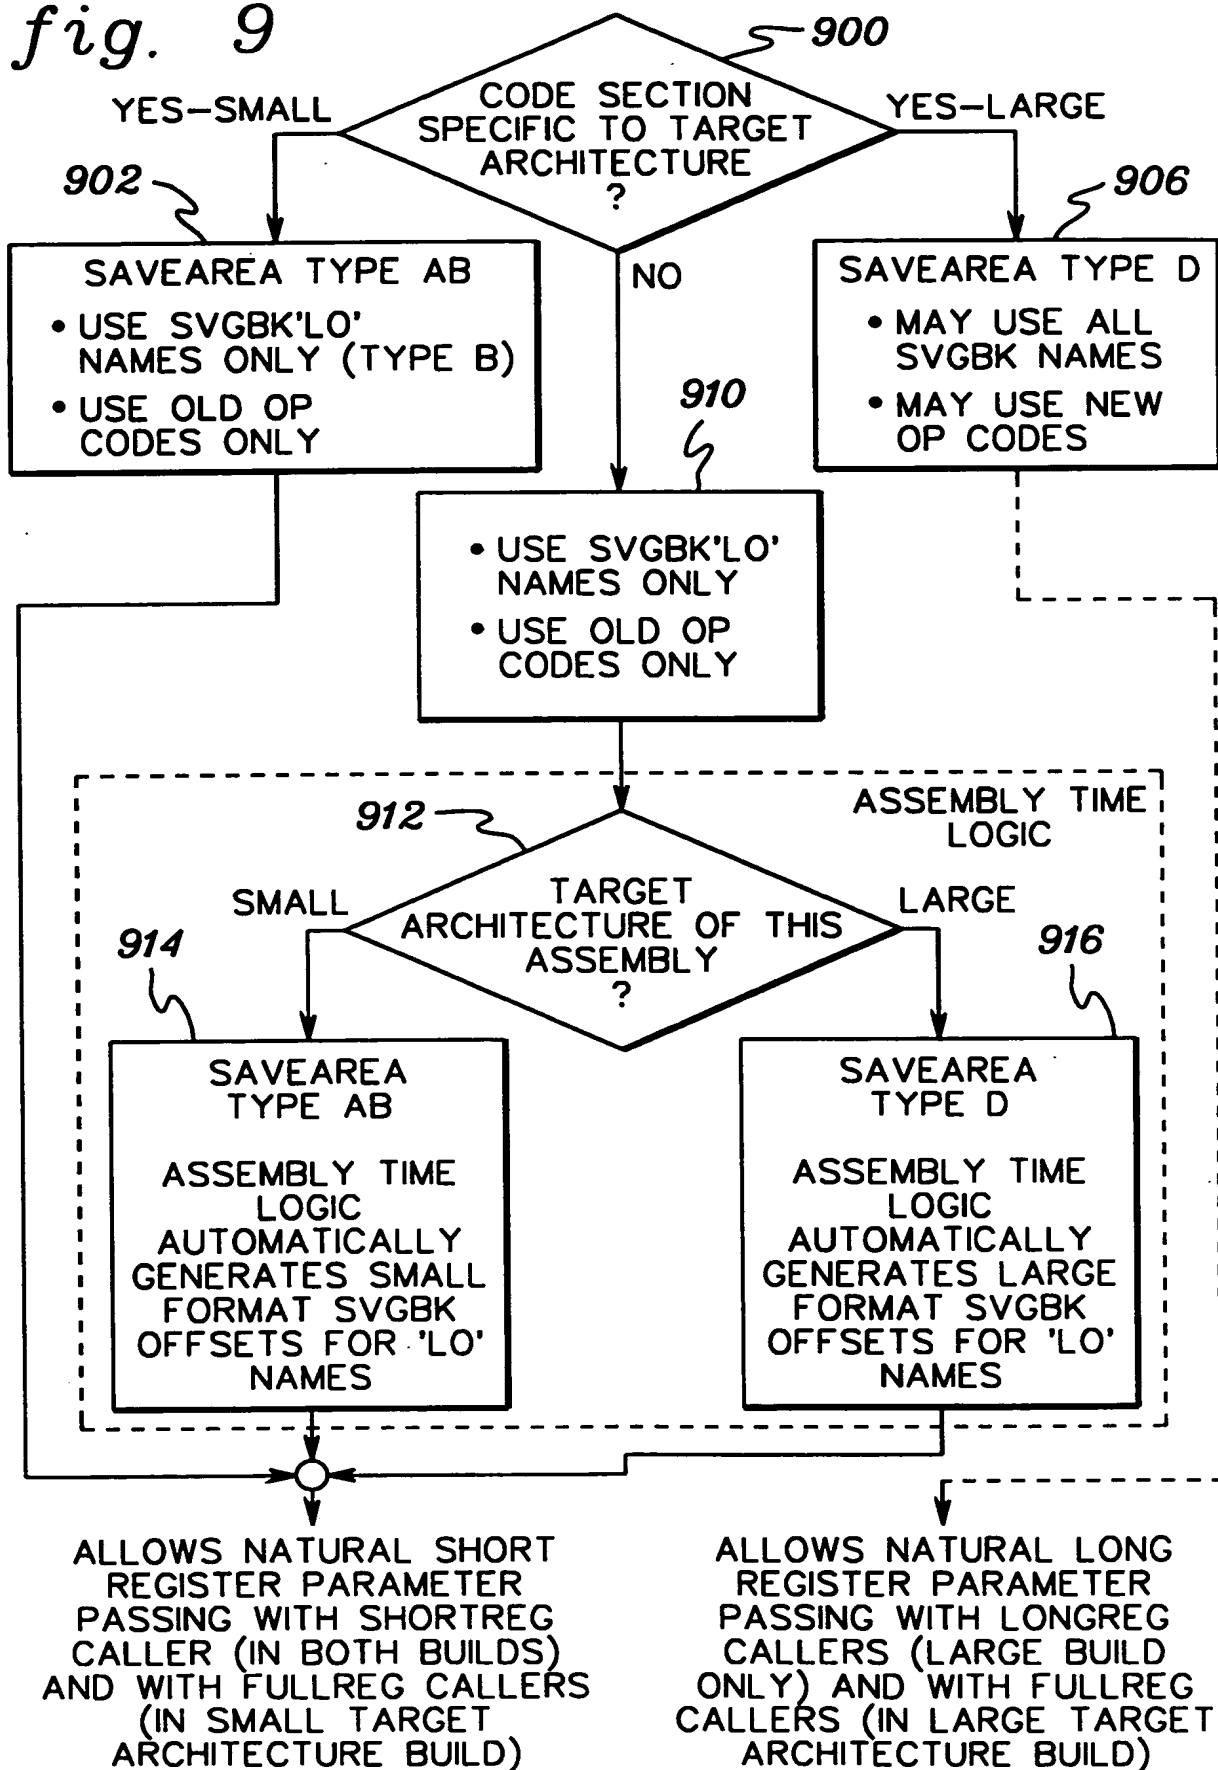 fig. 9
900
CODE SECTION
SPECIFIC TO TARGET
ARCHITECTURE
?
YES-SMALL
YES-LARGE
NO
902
SAVEAREA TYPE AB
• USE SVGBK'LO'
NAMES ONLY (TYPE B)
• USE OLD OP
CODES ONLY
906
SAVEAREA TYPE D
• MAY USE ALL
SVGBK NAMES
• MAY USE NEW
OP CODES
910
• USE SVGBK'LO'
NAMES ONLY
• USE OLD OP
CODES ONLY
ASSEMBLY TIME
LOGIC
912
TARGET
ARCHITECTURE OF THIS
ASSEMBLY
?
SMALL
LARGE
914
SAVEAREA
TYPE AB
ASSEMBLY TIME
LOGIC
AUTOMATICALLY
GENERATES SMALL
FORMAT SVGBK
OFFSETS FOR 'LO'
NAMES
916
SAVEAREA
TYPE D
ASSEMBLY TIME
LOGIC
AUTOMATICALLY
GENERATES LARGE
FORMAT SVGBK
OFFSETS FOR 'LO'
NAMES
ALLOWS NATURAL SHORT
REGISTER PARAMETER
PASSING WITH SHORTREG
CALLER (IN BOTH BUILDS)
AND WITH FULLREG CALLERS
(IN SMALL TARGET
ARCHITECTURE BUILD)
ALLOWS NATURAL LONG
REGISTER PARAMETER
PASSING WITH LONGREG
CALLERS (LARGE BUILD
ONLY) AND WITH FULLREG
CALLERS (IN LARGE TARGET
ARCHITECTURE BUILD)